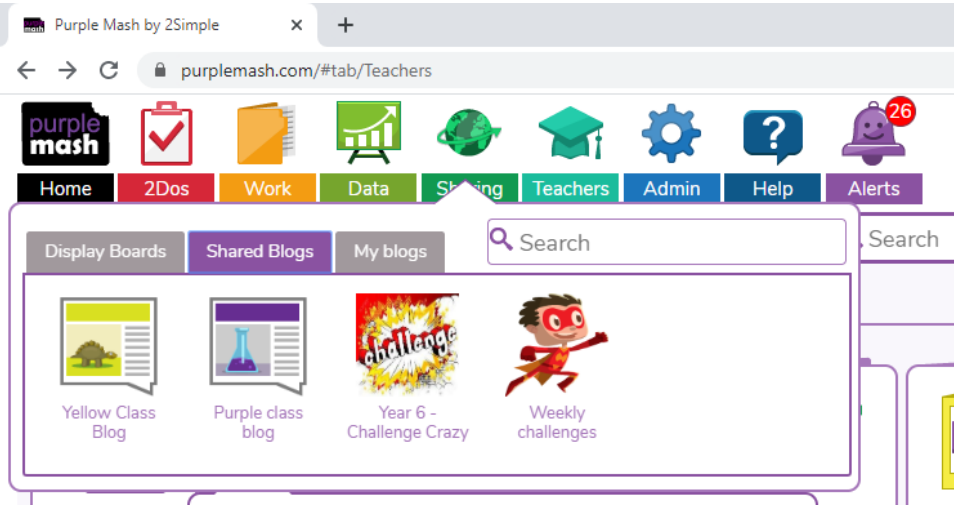 Purple Mash by 2Simple
purplemash.com/#tab/Teachers
purple
mash
26
Home 2Dos Work Data Sharing Teachers Admin Help Alerts
Display Boards Shared Blogs My blogs Search Search
challenge
Yellow Class Purple class Year 6 - Weekly
Blog blog Challenge Crazy challenges